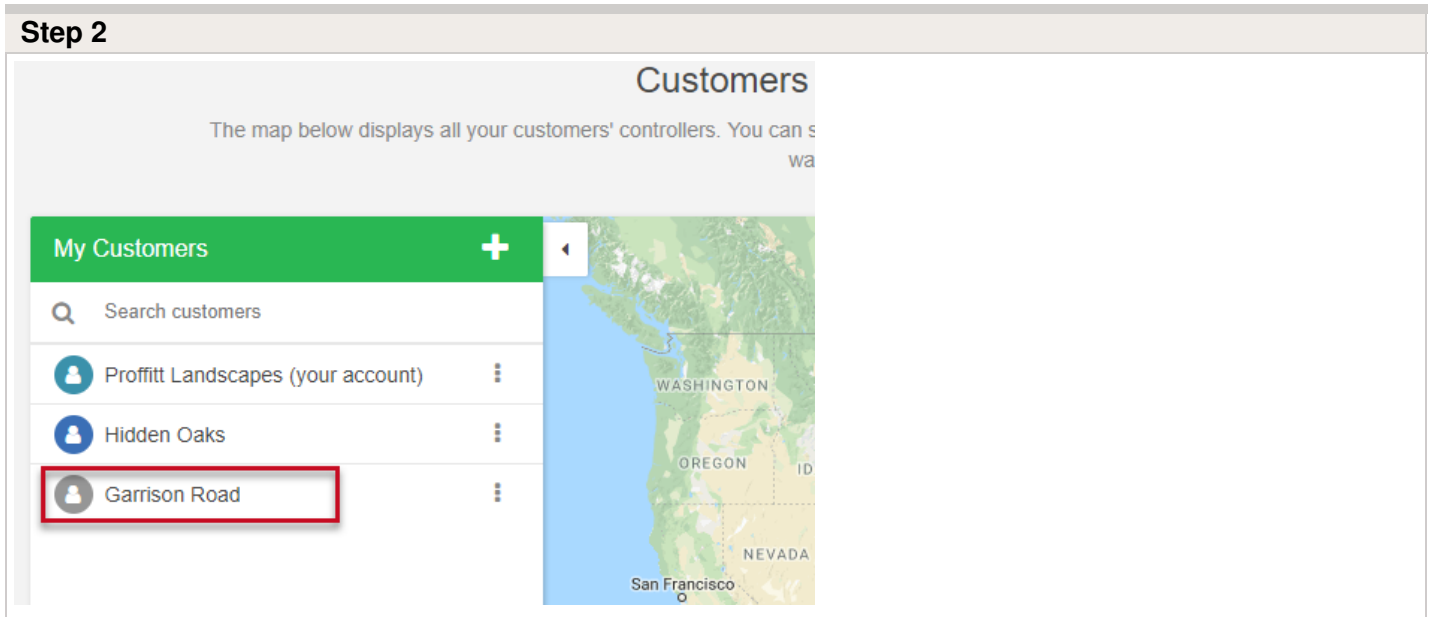 Step 2
Customers
The map below displays all your customers' controllers. You can s
wa
My Customers
Search customers
Proffitt Landscapes (your account)
Hidden Oaks
Garrison Road
WASHINGTON
OREGON
ID
NEVADA
San Francisco